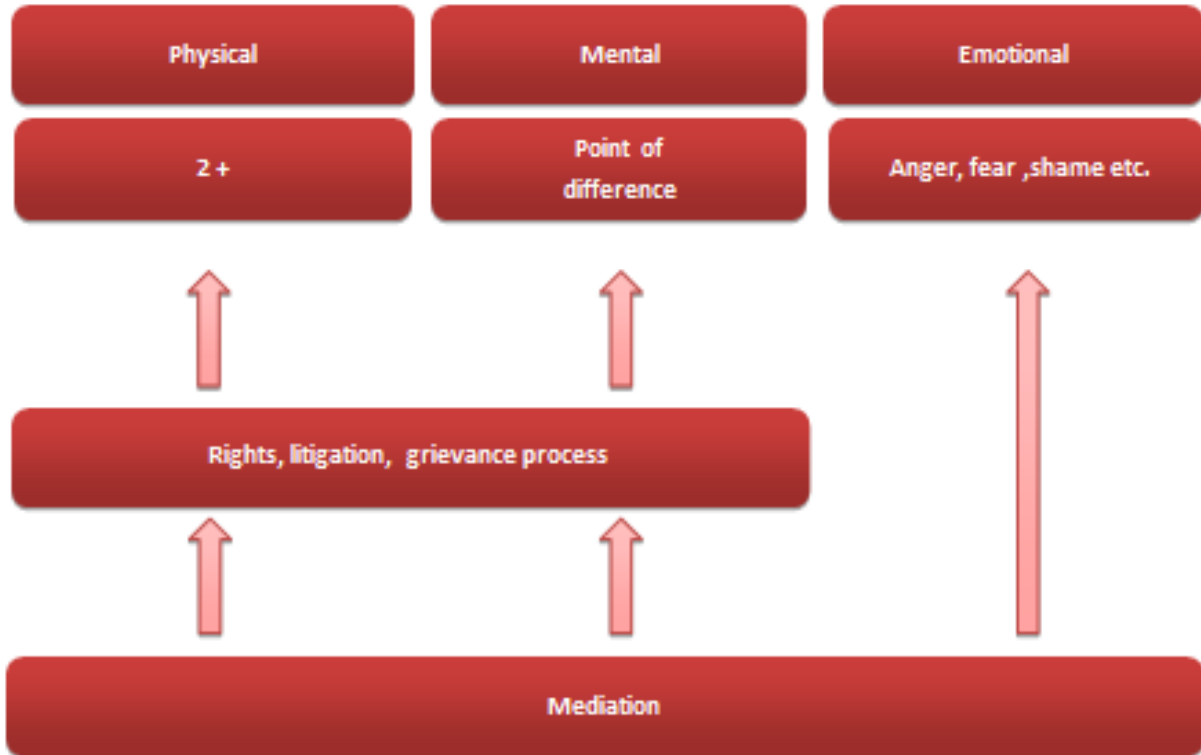 Physical
Mental
Emotional
2 +
Point of
difference
Anger, fear ,shame etc.
Rights, litigation, grievance process
Mediation